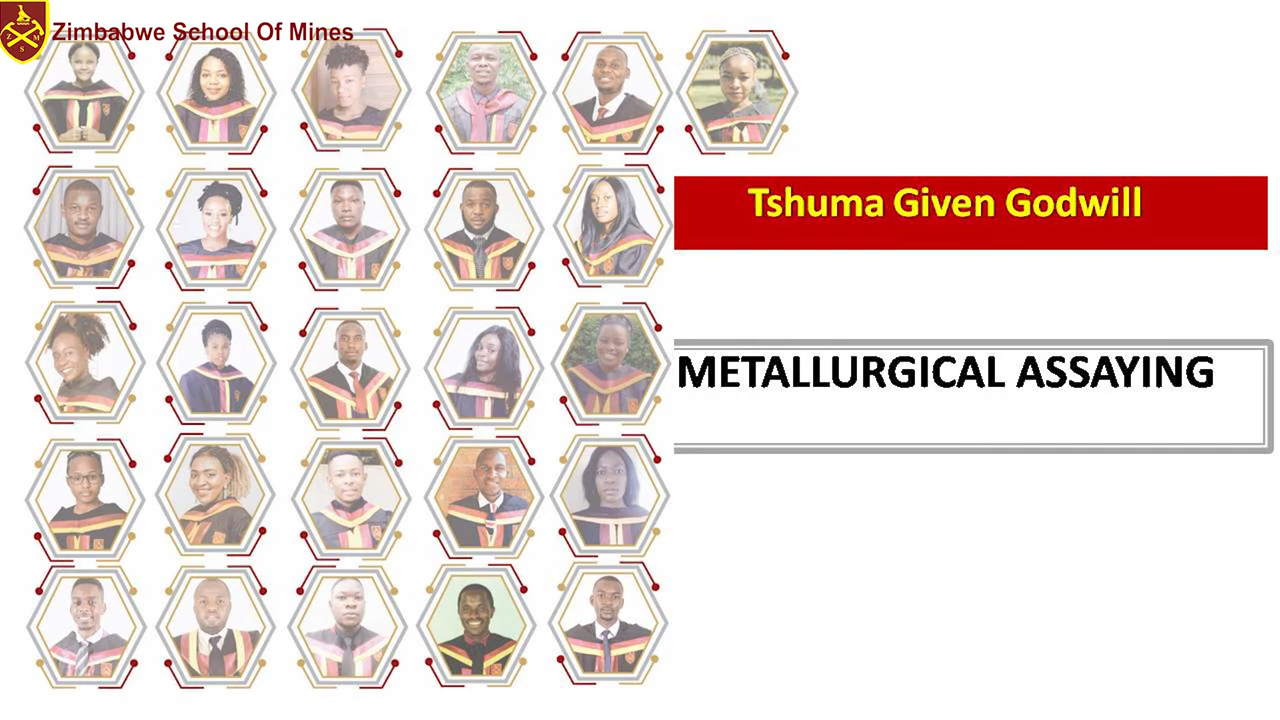 Zimbabwe School Of Mines
Z M
S
Tshuma Given Godwill
METALLURGICAL ASSAYING